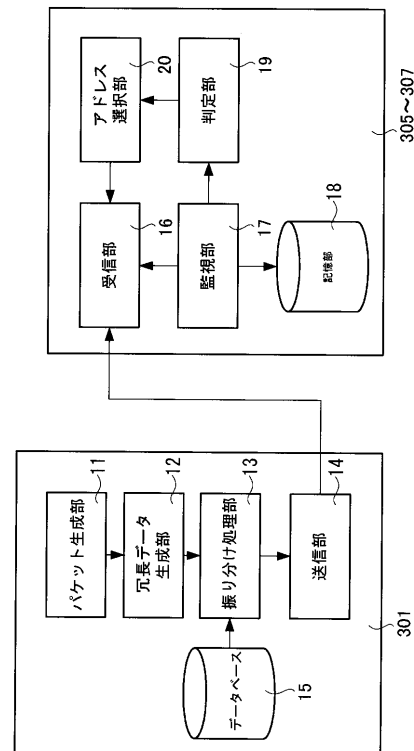 パケット生成部
11
冗長データ
生成部
12
振り分け処理部
13
送信部
14
データベース
15
301
受信部
16
アドレス
選択部
20
監視部
17
判定部
19
記憶部
18
305~307